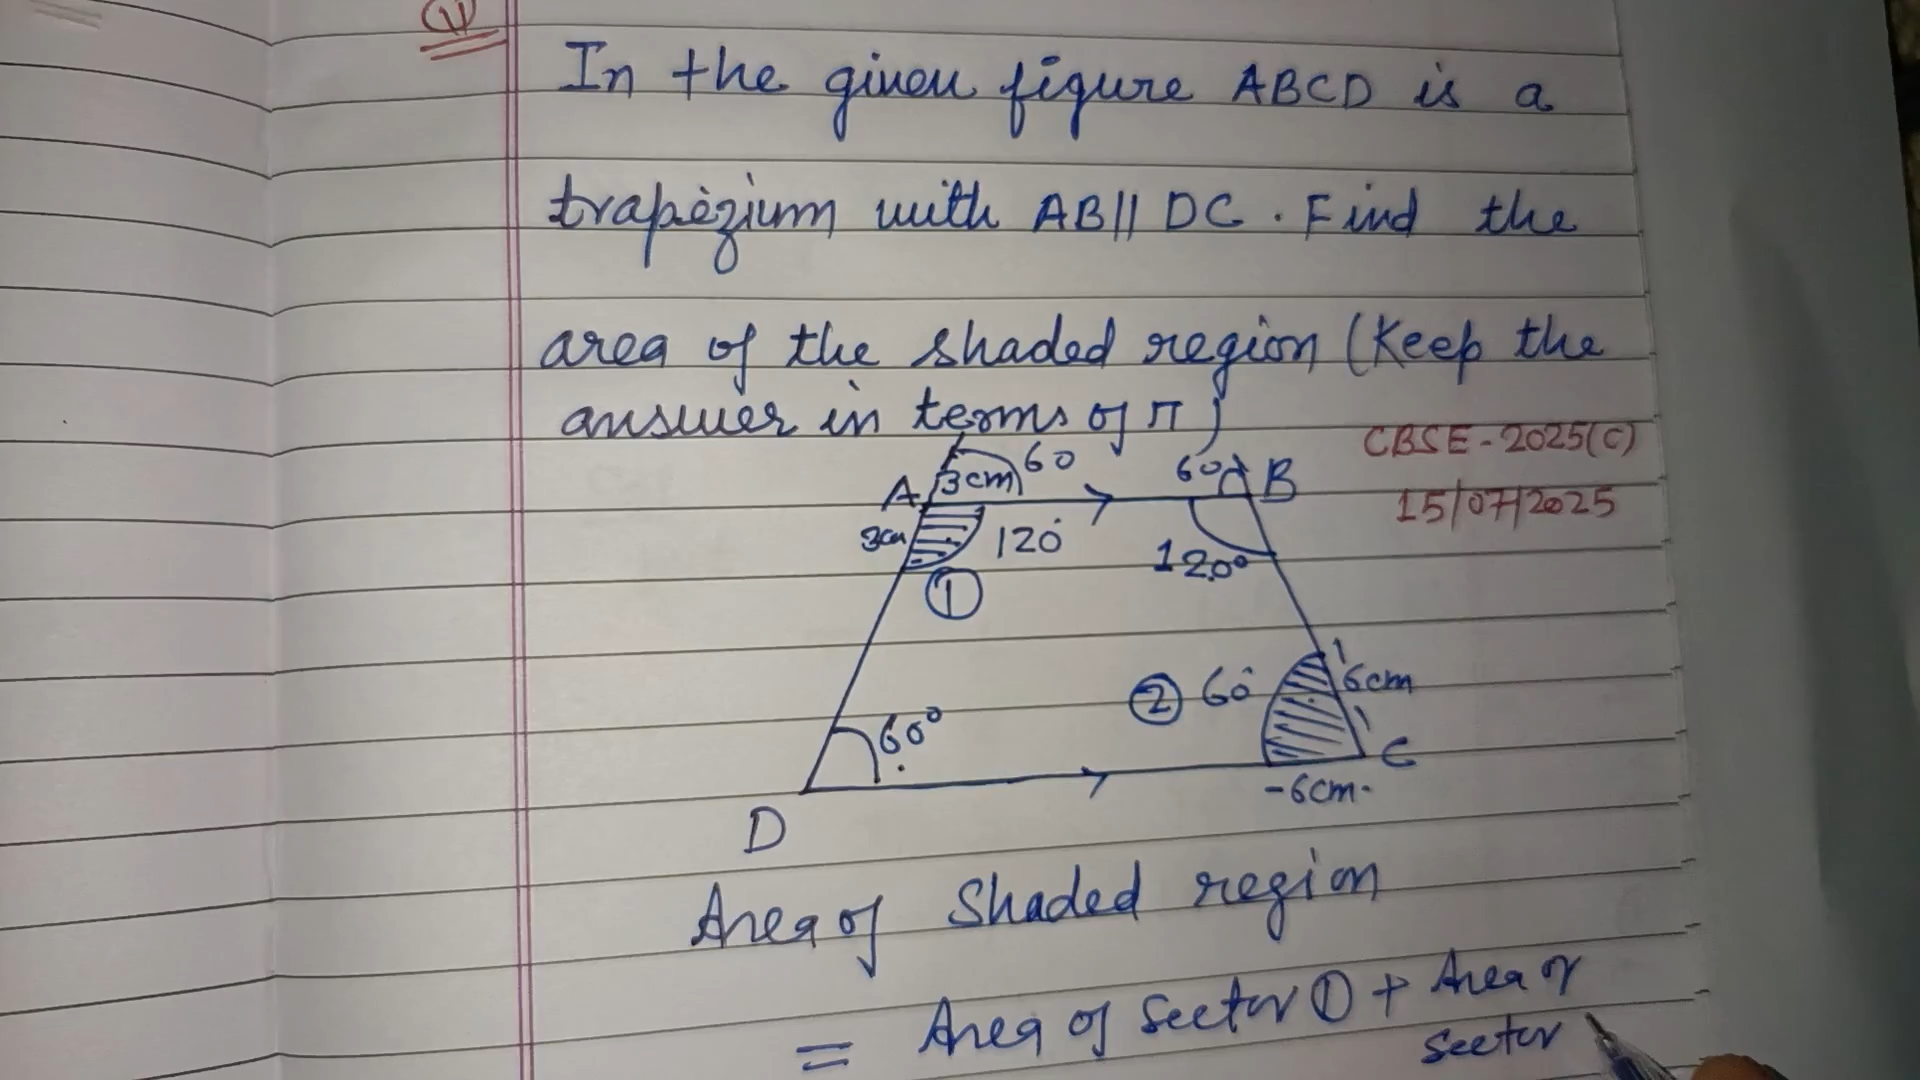 (11)
In the given figure ABCD is a
trapezium with AB || DC. Find the
area of the shaded region (Keep the
answer in terms of π)
CBSE-2025(C)
15/07/2025
A 3cm 60 60 B
3cm 120° 120°
①
② 60° 6cm
60°
C
-6cm-
D
Area of Shaded region
= Area of Sector ① + Area of
Sector